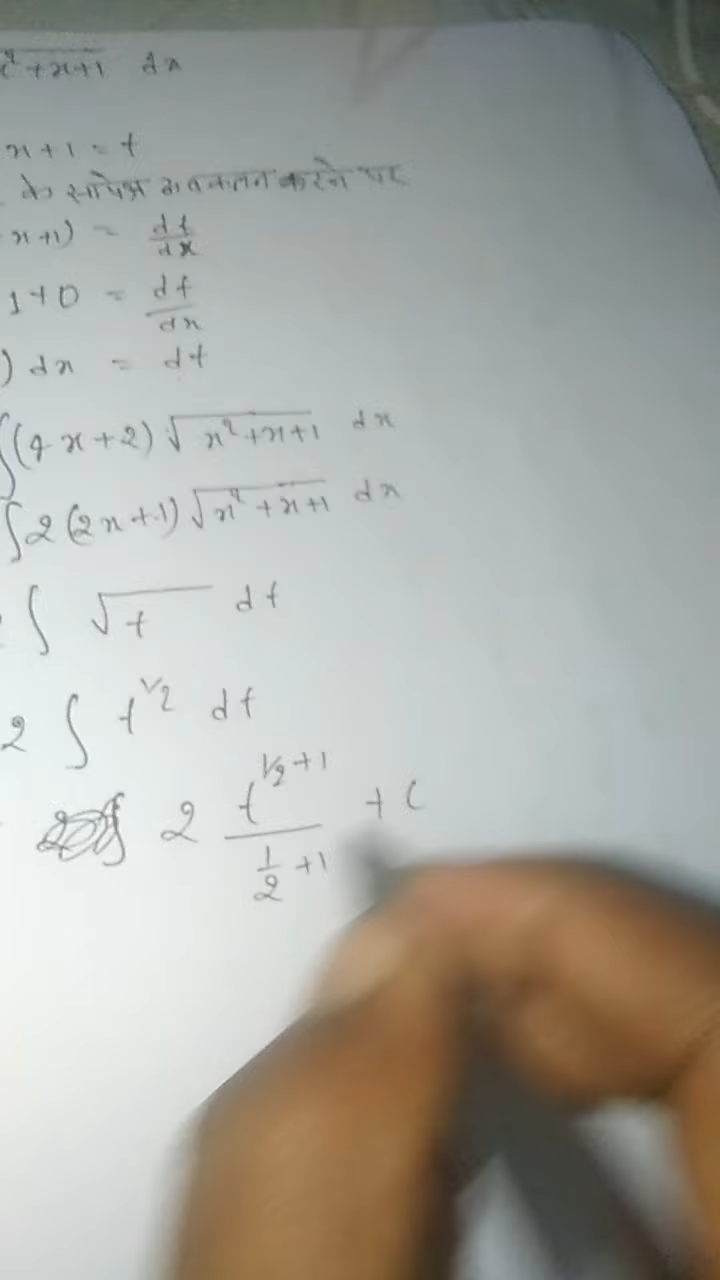 x²+x+1 dx
x+1 = t
के सापेक्ष अवकलन करने पर
x+1) = dt/dx
1+0 = dt/dx
) dx = dt
∫(4x+2)√x²+x+1 dx
∫2(2x+1)√x²+x+1 dx
∫ √t dt
2 ∫ t^1/2 dt
2 t^1/2+1 / 1/2 +1 + C